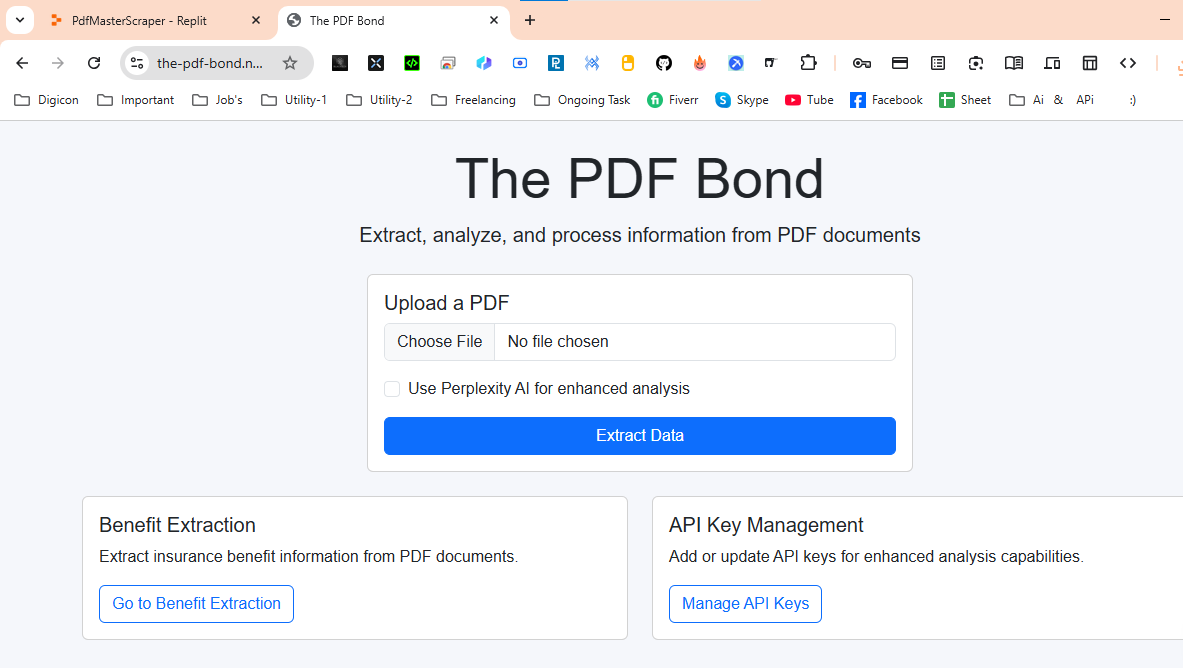 PdfMasterScraper - Replit
The PDF Bond
the-pdf-bond.n...
Digicon Important Job's Utility-1 Utility-2 Freelancing Ongoing Task Fiverr Skype Tube Facebook Sheet Ai & APi :)
The PDF Bond
Extract, analyze, and process information from PDF documents
Upload a PDF
Choose File No file chosen
Use Perplexity AI for enhanced analysis
Extract Data
Benefit Extraction
Extract insurance benefit information from PDF documents.
Go to Benefit Extraction
API Key Management
Add or update API keys for enhanced analysis capabilities.
Manage API Keys